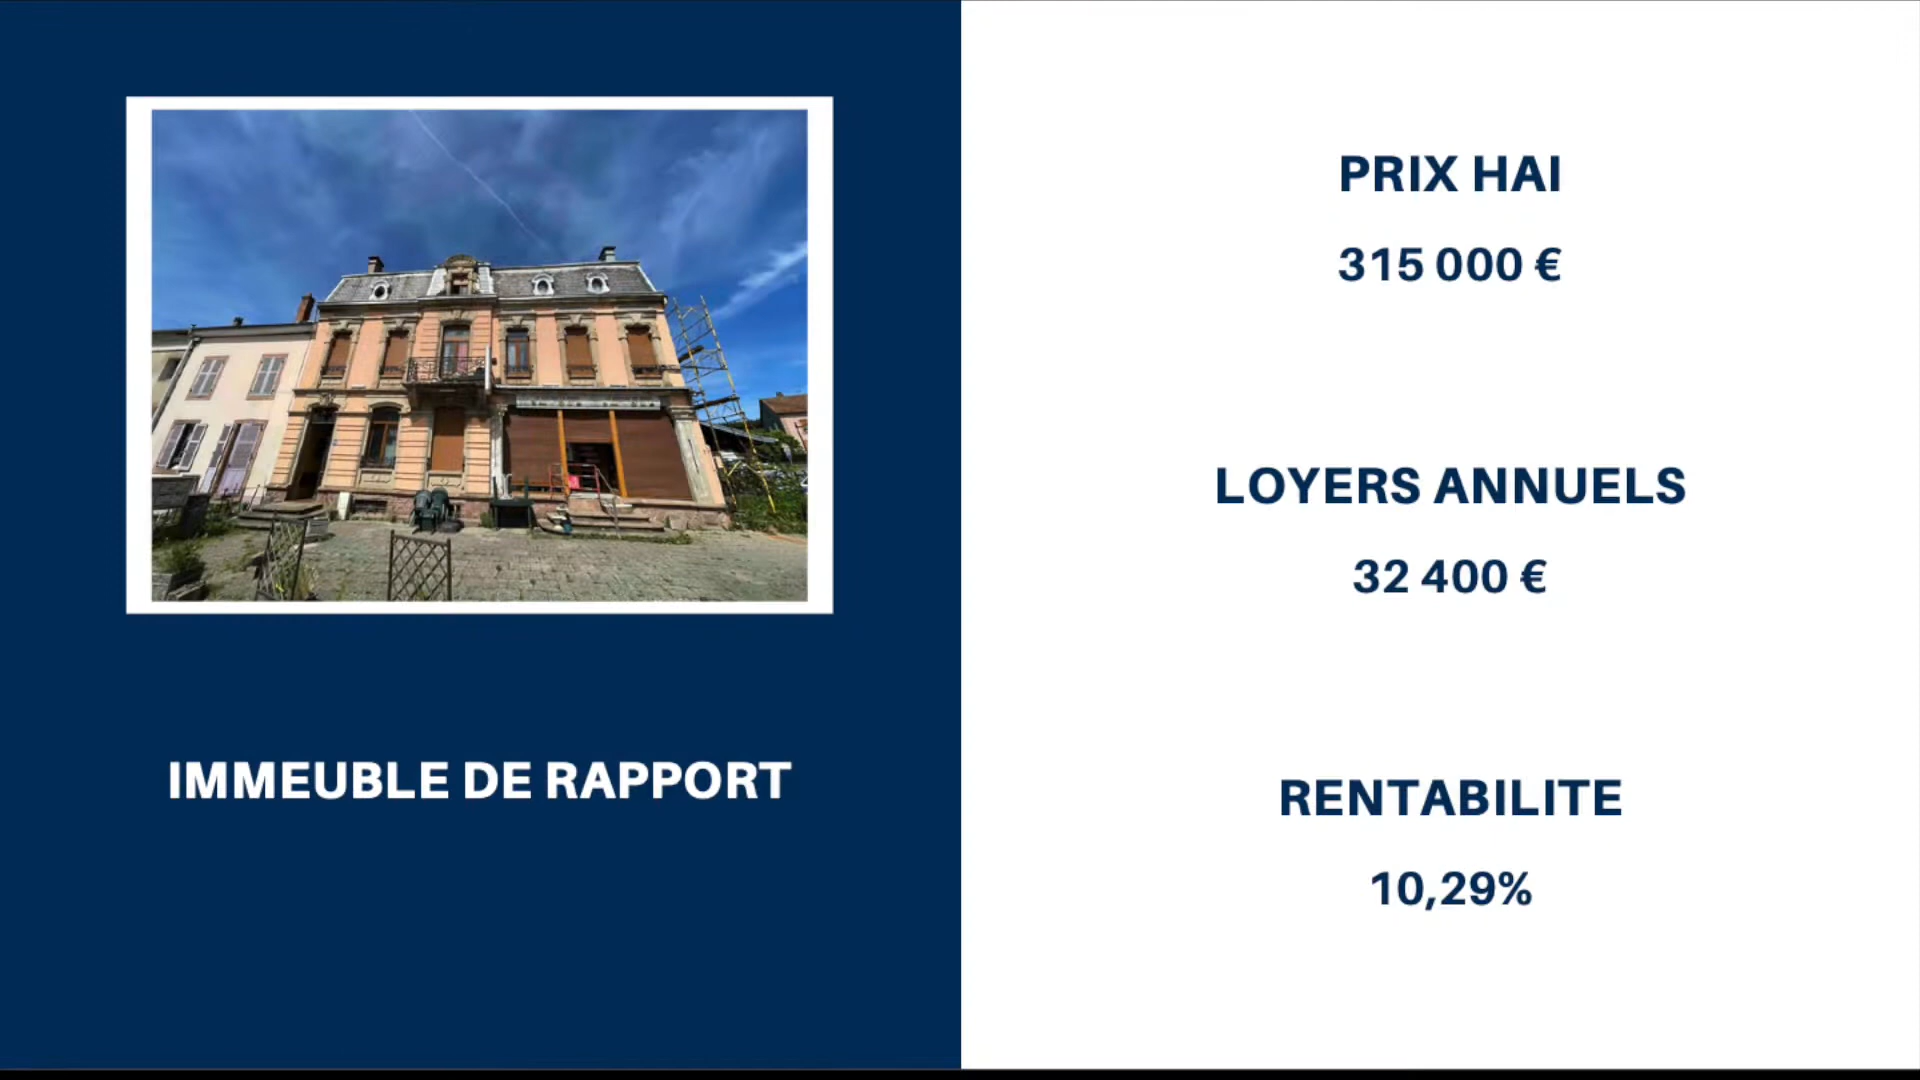 IMMEUBLE DE RAPPORT
PRIX HAI
315 000 €
LOYERS ANNUELS
32 400 €
RENTABILITE
10,29%